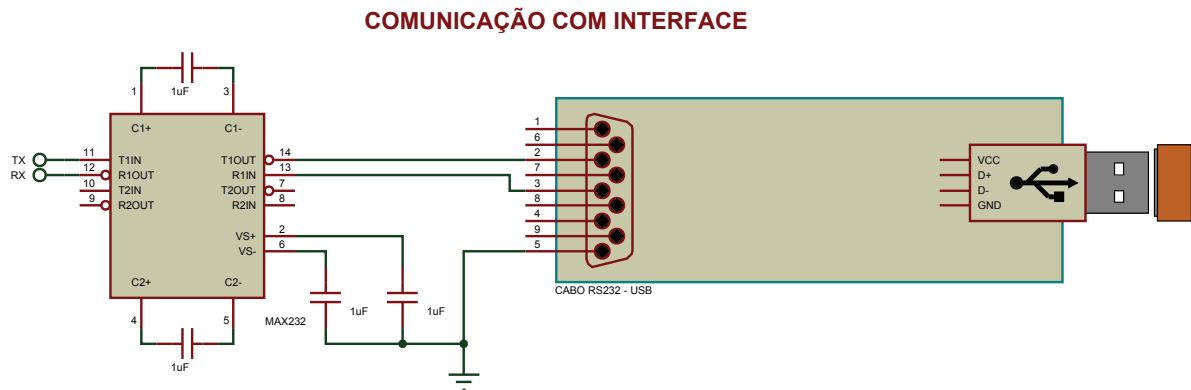 COMUNICAÇÃO COM INTERFACE
1 1uF 3
C1+ C1-
TX 11 T1IN T1OUT 14
RX 12 R1OUT R1IN 13
10 T2IN T2OUT 7
9 R2OUT R2IN 8
VS+ 2
VS- 6
C2+ C2-
4 5
1uF
MAX232
1uF
1uF
1
6
2
7
3
8
4
9
5
CABO RS232 - USB
VCC
D+
D-
GND